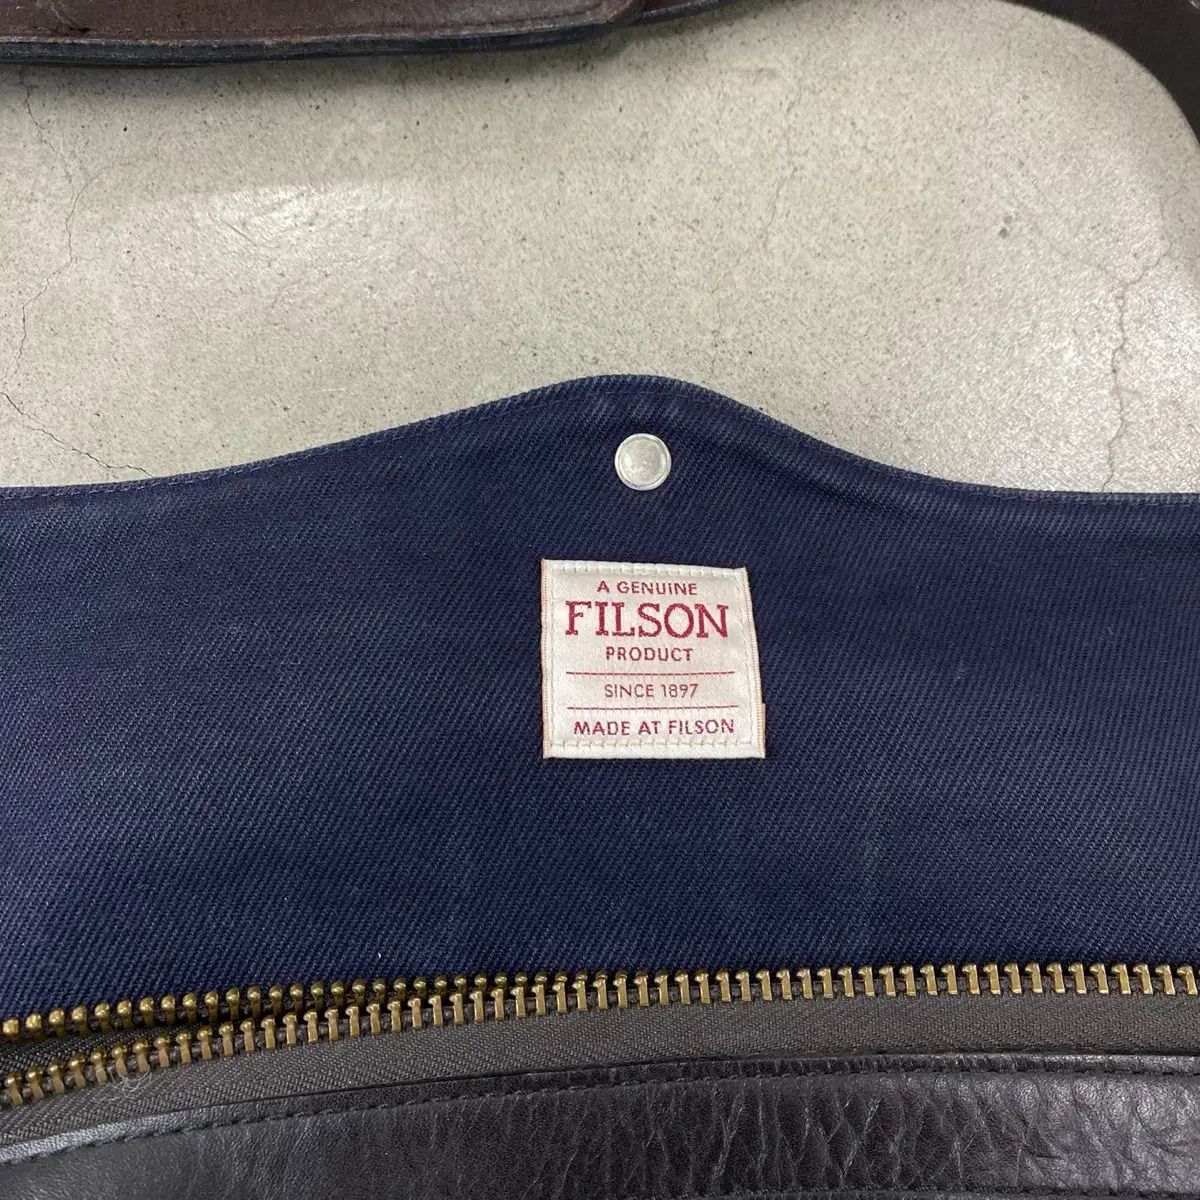 A GENUINE
FILSON
PRODUCT
SINCE 1897
MADE AT FILSON